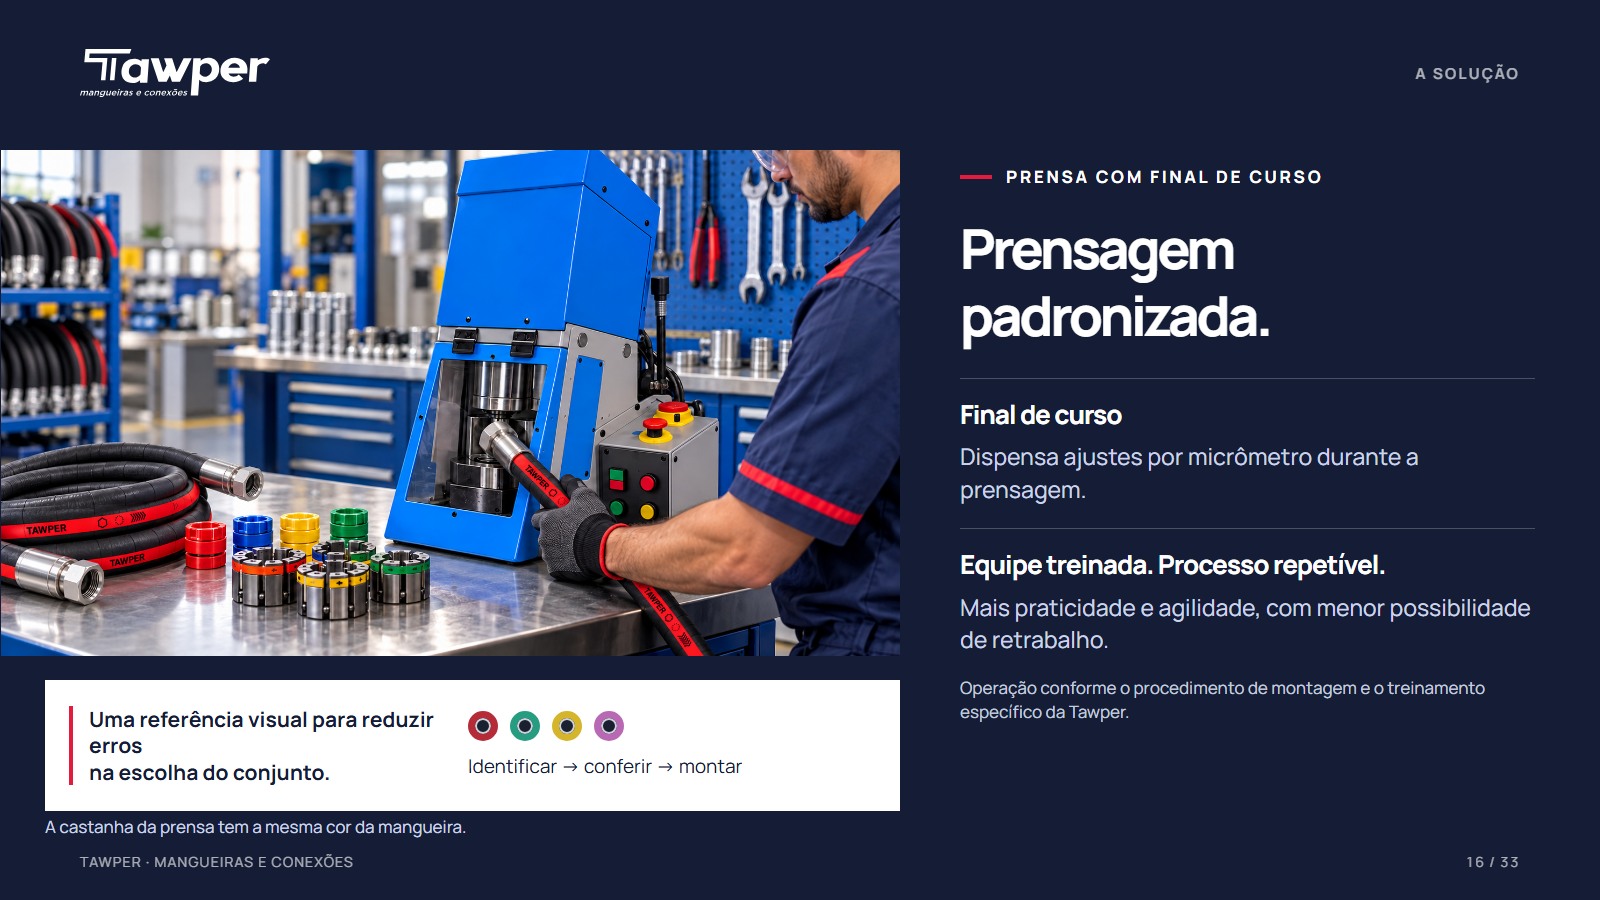 Tawper
mangueiras e conexões
A SOLUÇÃO
PRENSA COM FINAL DE CURSO
Prensagem
padronizada.
Final de curso
Dispensa ajustes por micrômetro durante a
prensagem.
Equipe treinada. Processo repetível.
Mais praticidade e agilidade, com menor possibilidade
de retrabalho.
Operação conforme o procedimento de montagem e o treinamento
específico da Tawper.
TAWPER
TAWPER
TAWPER
TAWPER
Uma referência visual para reduzir
erros
na escolha do conjunto.
Identificar → conferir → montar
A castanha da prensa tem a mesma cor da mangueira.
TAWPER · MANGUEIRAS E CONEXÕES
16 / 33